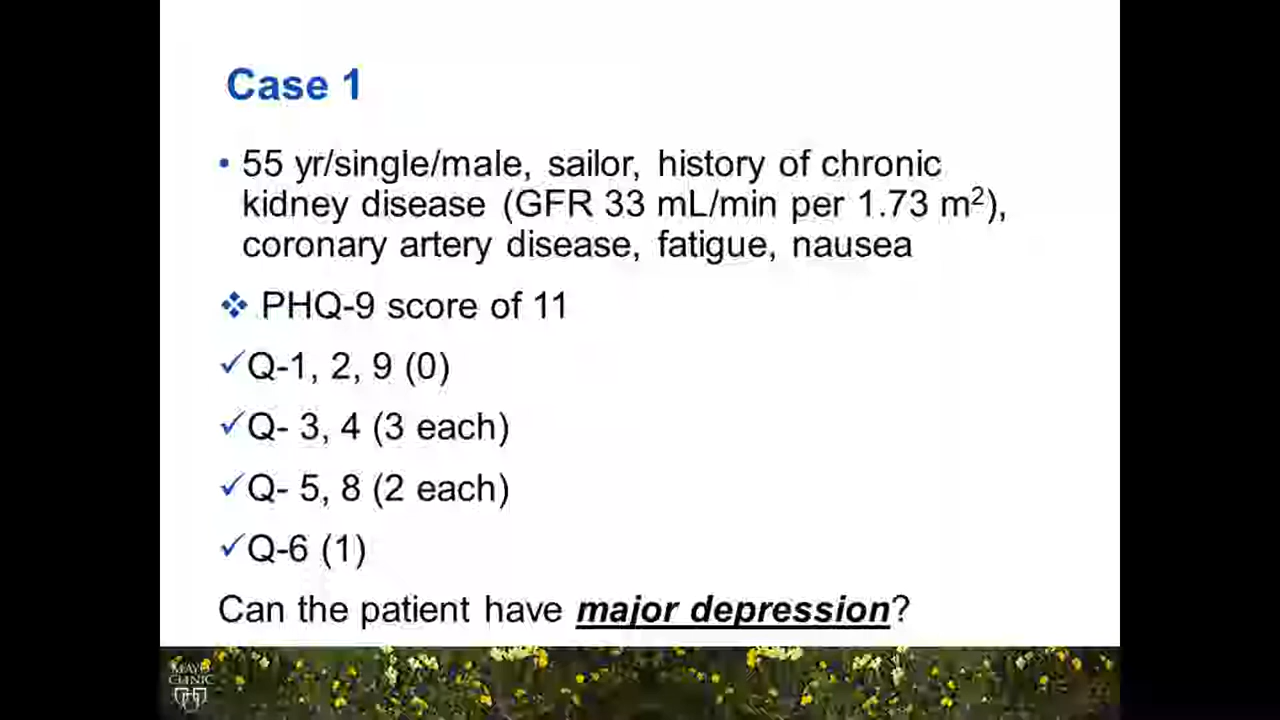 Case 1
• 55 yr/single/male, sailor, history of chronic
kidney disease (GFR 33 mL/min per 1.73 m²),
coronary artery disease, fatigue, nausea
❖ PHQ-9 score of 11
✓Q-1, 2, 9 (0)
✓Q- 3, 4 (3 each)
✓Q- 5, 8 (2 each)
✓Q-6 (1)
Can the patient have major depression?
MAYO
CLINIC